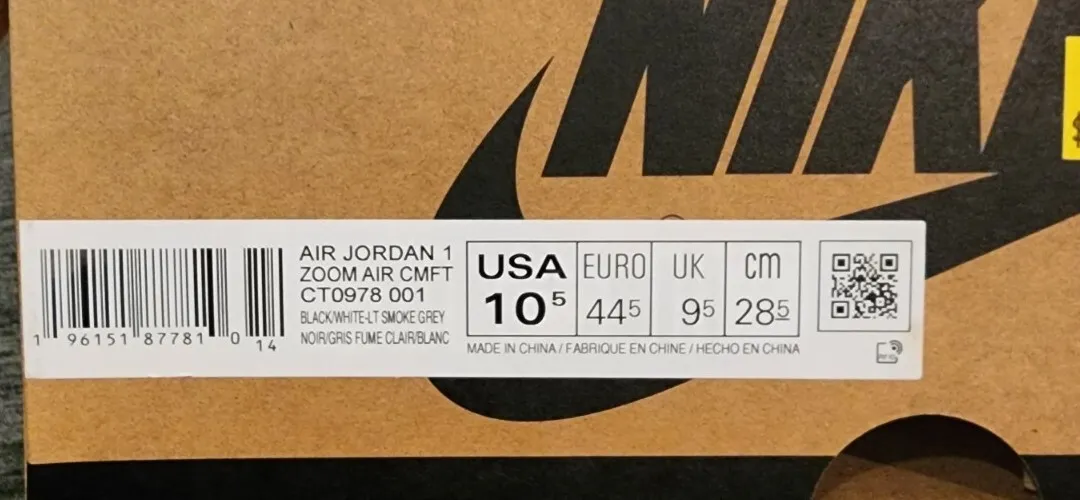 NIK
AIR JORDAN 1
ZOOM AIR CMFT
CT0978 001
BLACK/WHITE-LT SMOKE GREY
NOIR/GRIS FUME CLAIR/BLANC
1 96151 87781 0 14
USA EURO UK cm
10⁵ 44⁵ 9⁵ 28⁵
MADE IN CHINA / FABRIQUE EN CHINE / HECHO EN CHINA
RFID